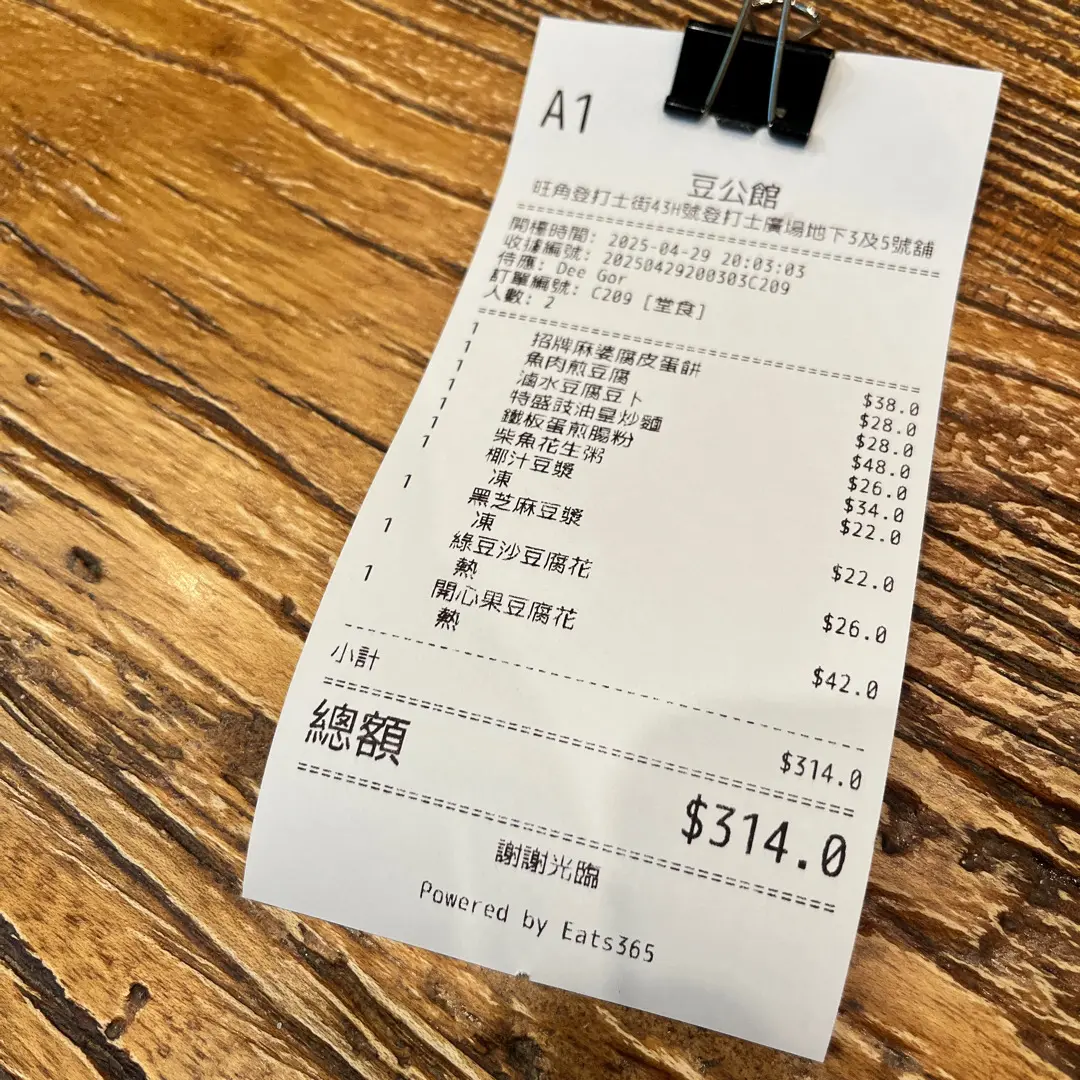 A1
豆公館
旺角登打士街43H號登打士廣場地下3及5號舖
開檯時間: 2025-04-29 20:03:03
收據編號: 20250429200303C209
侍應: Dee Gor
訂單編號: C209 [堂食]
人數: 2
1 招牌麻婆腐皮蛋餅 $38.0
1 魚肉煎豆腐 $28.0
1 滷水豆腐豆卜 $28.0
1 特盛豉油皇炒麵 $48.0
1 鐵板蛋煎腸粉 $26.0
1 柴魚花生粥 $34.0
1 椰汁豆漿 $22.0
凍
1 黑芝麻豆漿 $22.0
凍
1 綠豆沙豆腐花 $26.0
熱
1 開心果豆腐花 $42.0
熱
小計 $314.0
總額 $314.0
謝謝光臨
Powered by Eats365